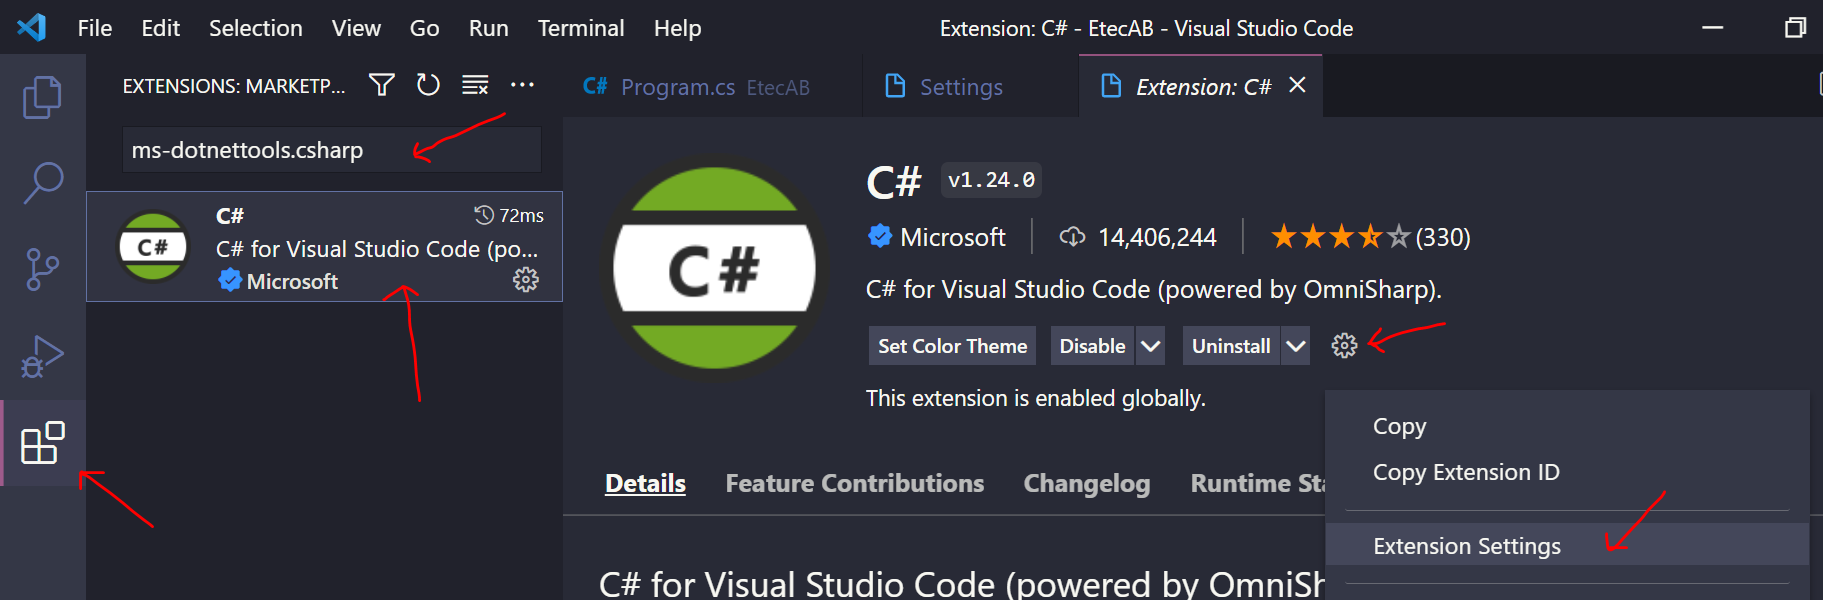 File Edit Selection View Go Run Terminal Help
Extension: C# - EtecAB - Visual Studio Code
EXTENSIONS: MARKETP...
C# Program.cs EtecAB
Settings
Extension: C#
ms-dotnettools.csharp
C#
72ms
C# for Visual Studio Code (po...
Microsoft
C#
C#
C# v1.24.0
Microsoft 14,406,244 (330)
C# for Visual Studio Code (powered by OmniSharp).
Set Color Theme Disable Uninstall
This extension is enabled globally.
Copy
Copy Extension ID
Extension Settings
Details Feature Contributions Changelog Runtime Sta
C# for Visual Studio Code (powered by OmniSh